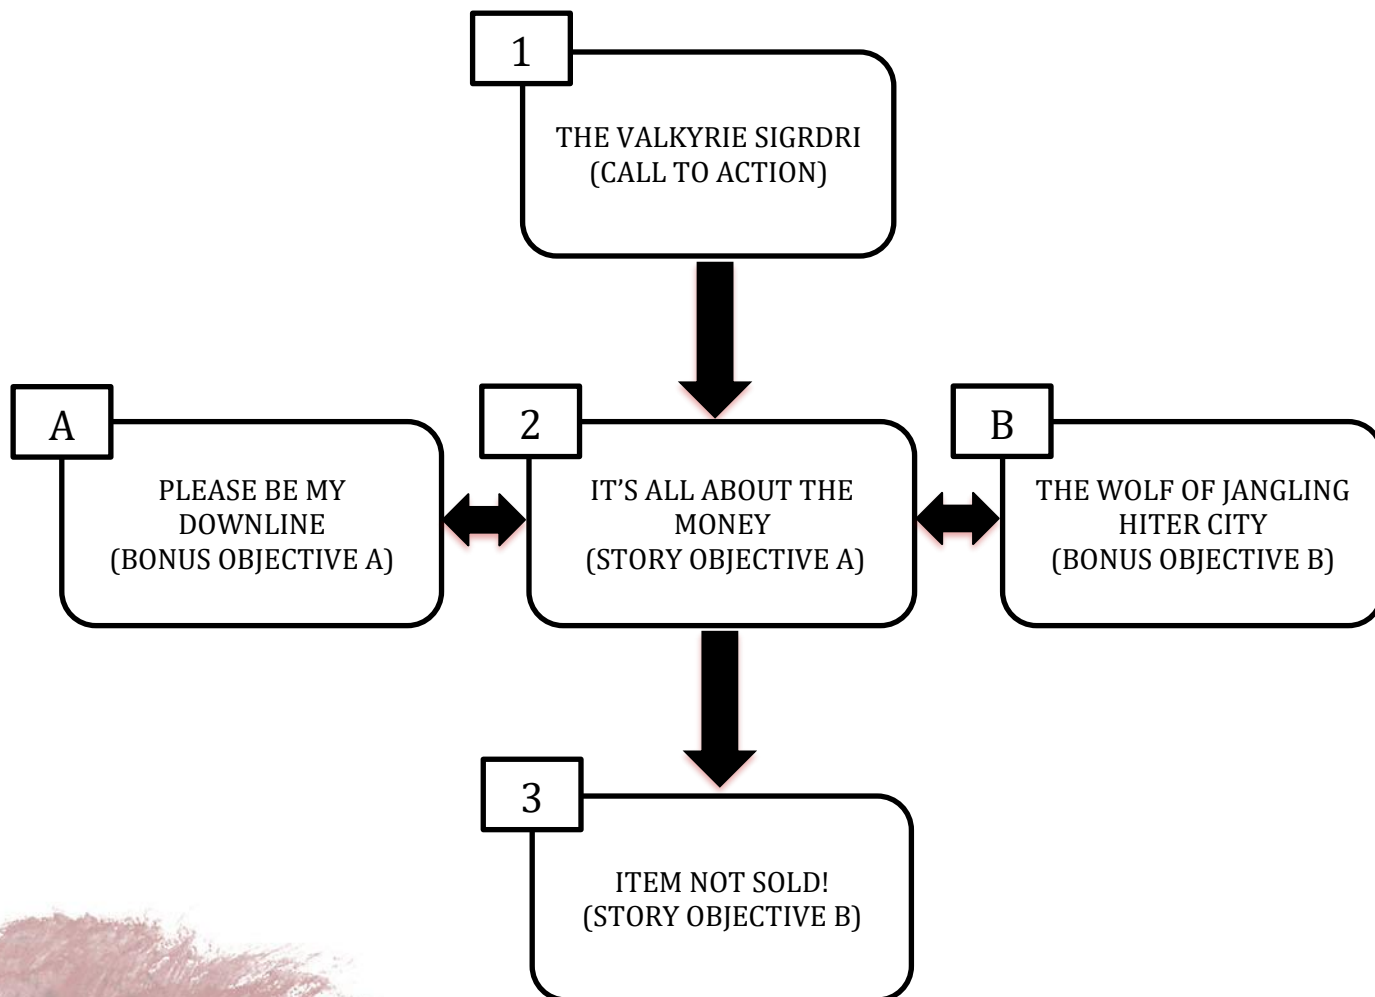 1
THE VALKYRIE SIGRDRI
(CALL TO ACTION)
A
PLEASE BE MY
DOWNLINE
(BONUS OBJECTIVE A)
2
IT’S ALL ABOUT THE
MONEY
(STORY OBJECTIVE A)
B
THE WOLF OF JANGLING
HITER CITY
(BONUS OBJECTIVE B)
3
ITEM NOT SOLD!
(STORY OBJECTIVE B)